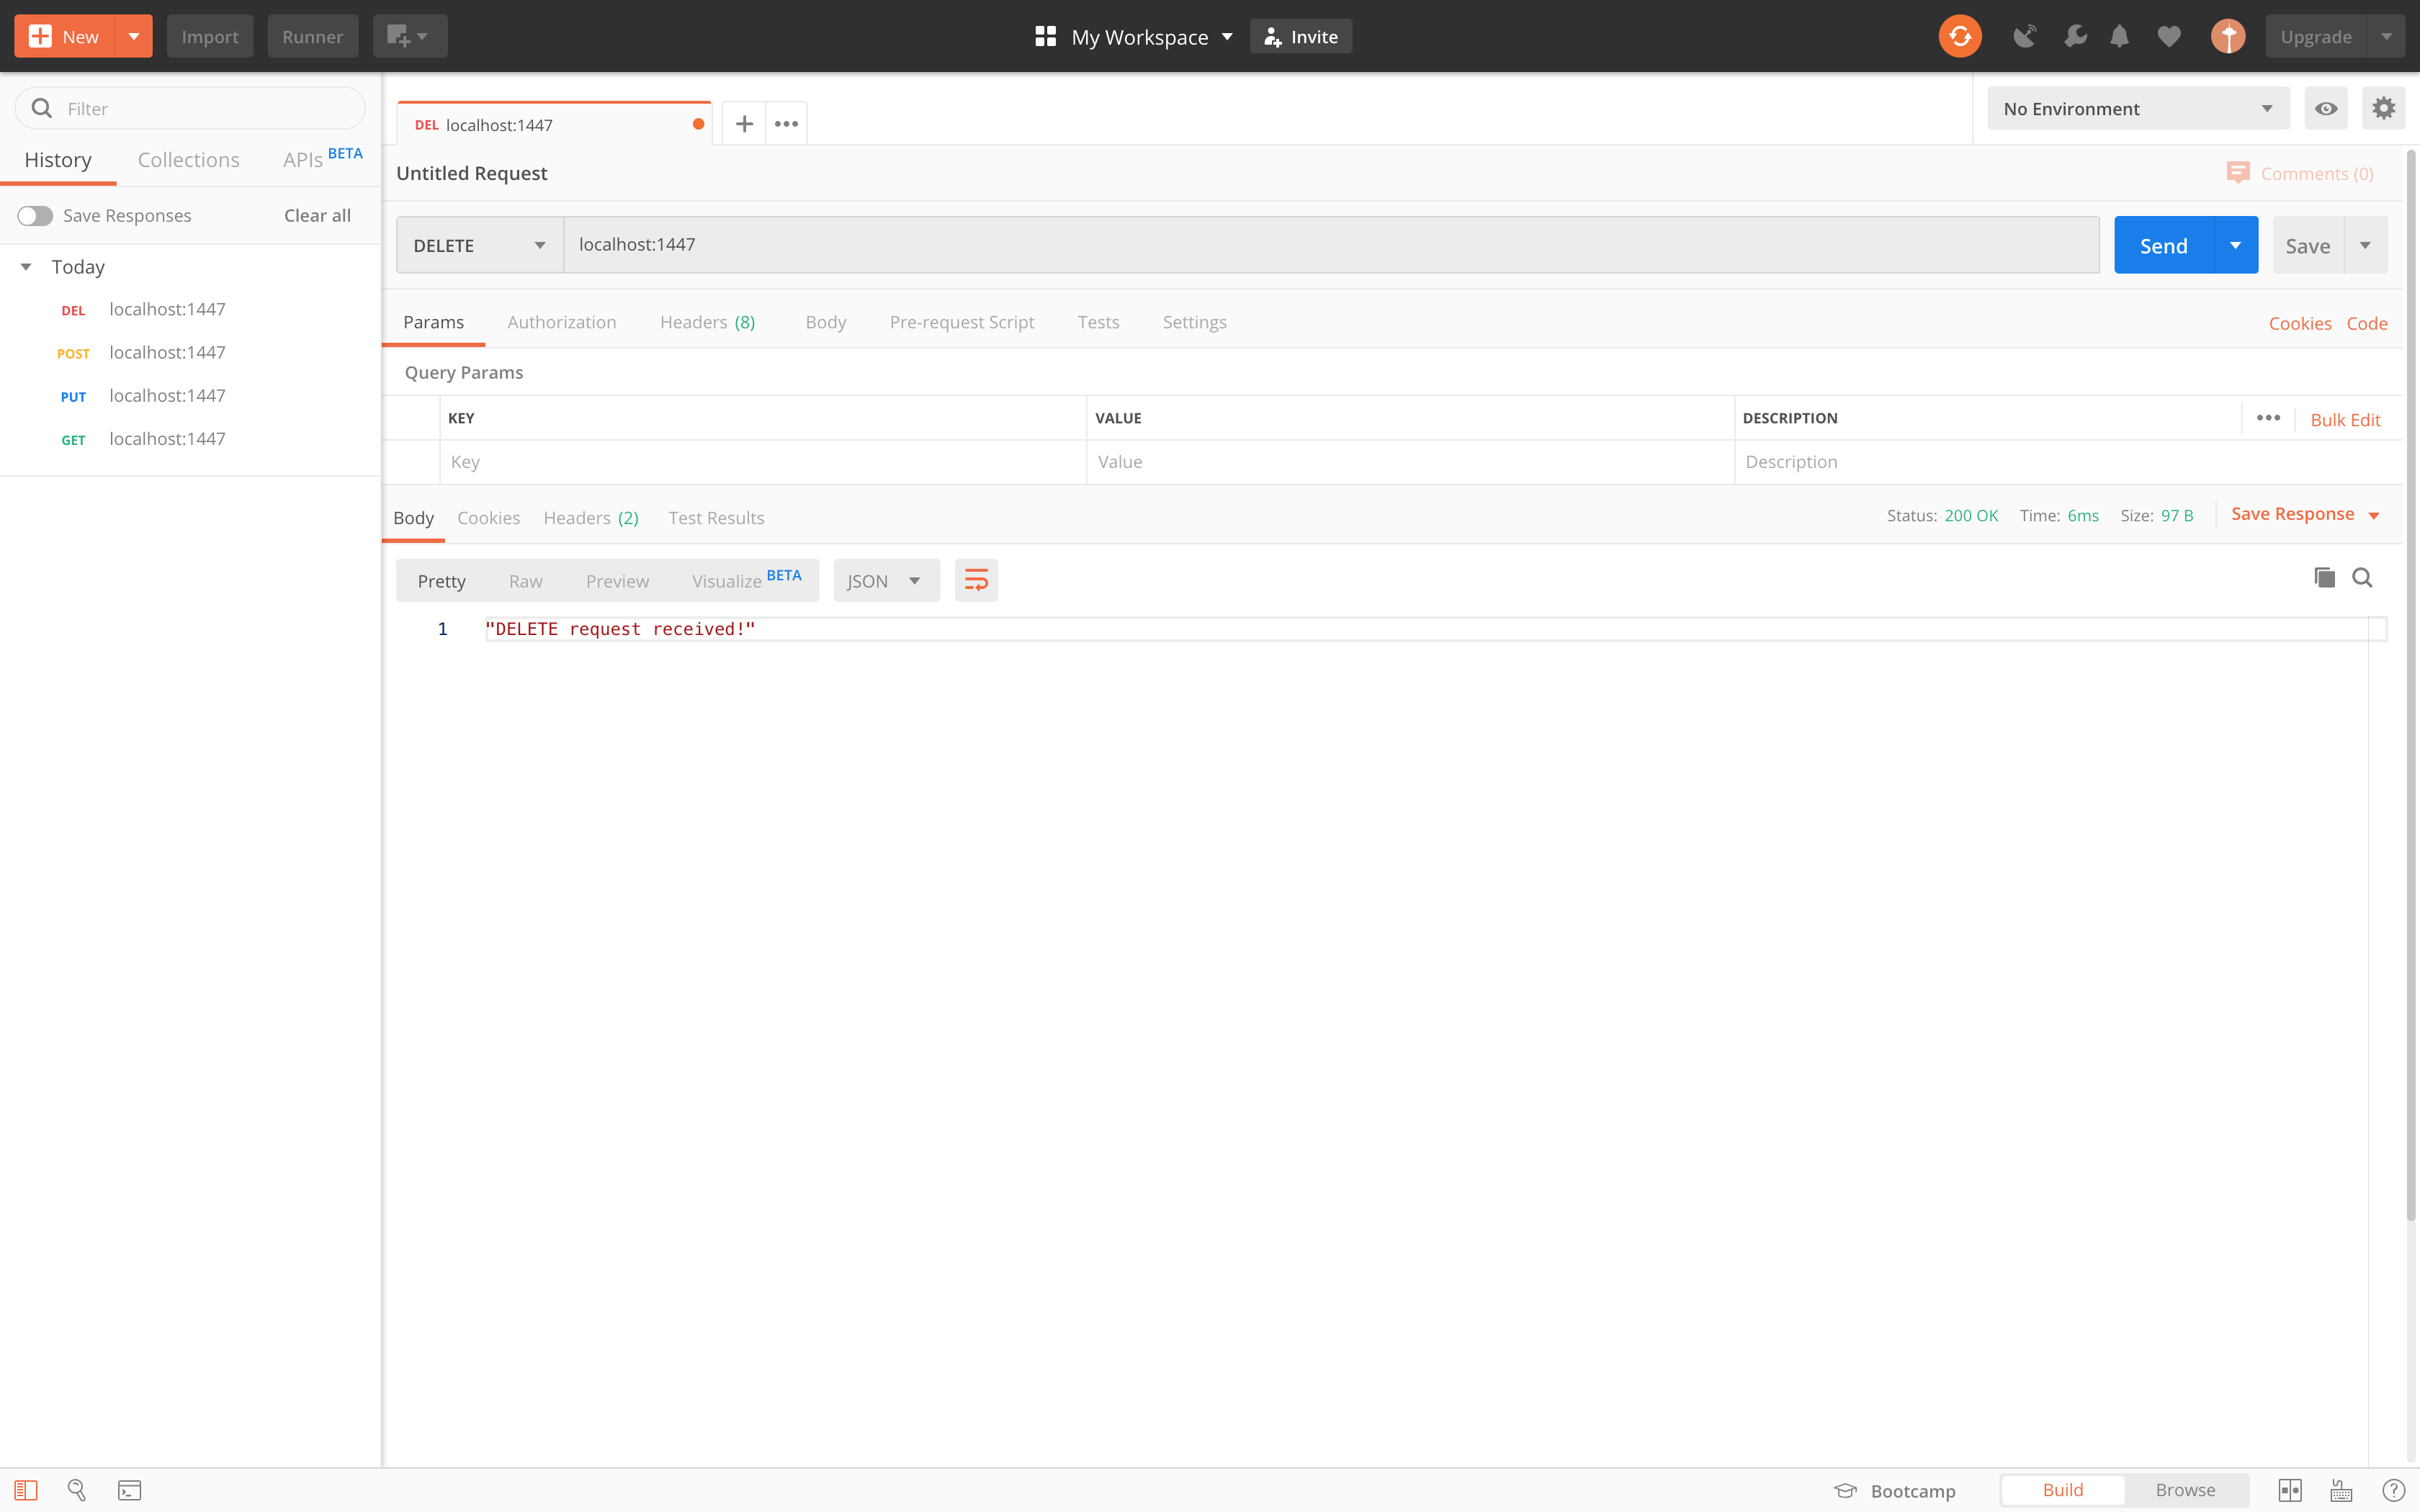 New Import Runner My Workspace Invite Upgrade
Filter
History Collections APIs BETA
Save Responses Clear all
Today
DEL localhost:1447
POST localhost:1447
PUT localhost:1447
GET localhost:1447
DEL localhost:1447
No Environment
Untitled Request Comments (0)
DELETE localhost:1447 Send Save
Params Authorization Headers (8) Body Pre-request Script Tests Settings Cookies Code
Query Params
KEY VALUE DESCRIPTION Bulk Edit
Key Value Description
Body Cookies Headers (2) Test Results Status: 200 OK Time: 6ms Size: 97 B Save Response
Pretty Raw Preview Visualize BETA JSON
1 "DELETE request received!"
Bootcamp Build Browse